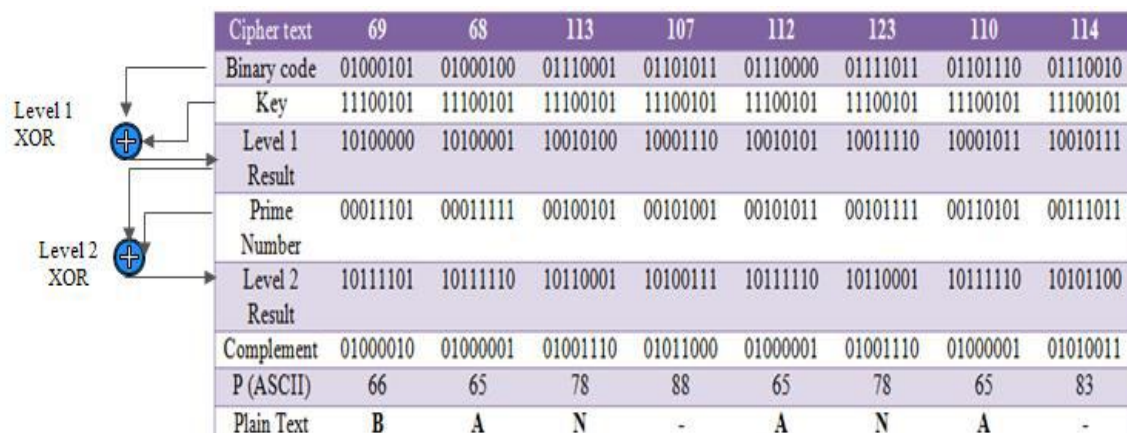 Cipher text 69 68 113 107 112 123 110 114
Binary code 01000101 01000100 01110001 01101011 01110000 01111011 01101110 01110010
Level 1
XOR
Key 11100101 11100101 11100101 11100101 11100101 11100101 11100101 11100101
Level 1 10100000 10100001 10010100 10001110 10010101 10011110 10001011 10010111
Result
Prime 00011101 00011111 00100101 00101001 00101011 00101111 00110101 00111011
Number
Level 2
XOR
Level 2 10111101 10111110 10110001 10100111 10111110 10110001 10111110 10101100
Result
Complement 01000010 01000001 01001110 01011000 01000001 01001110 01000001 01010011
P (ASCII) 66 65 78 88 65 78 65 83
Plain Text B A N - A N A -